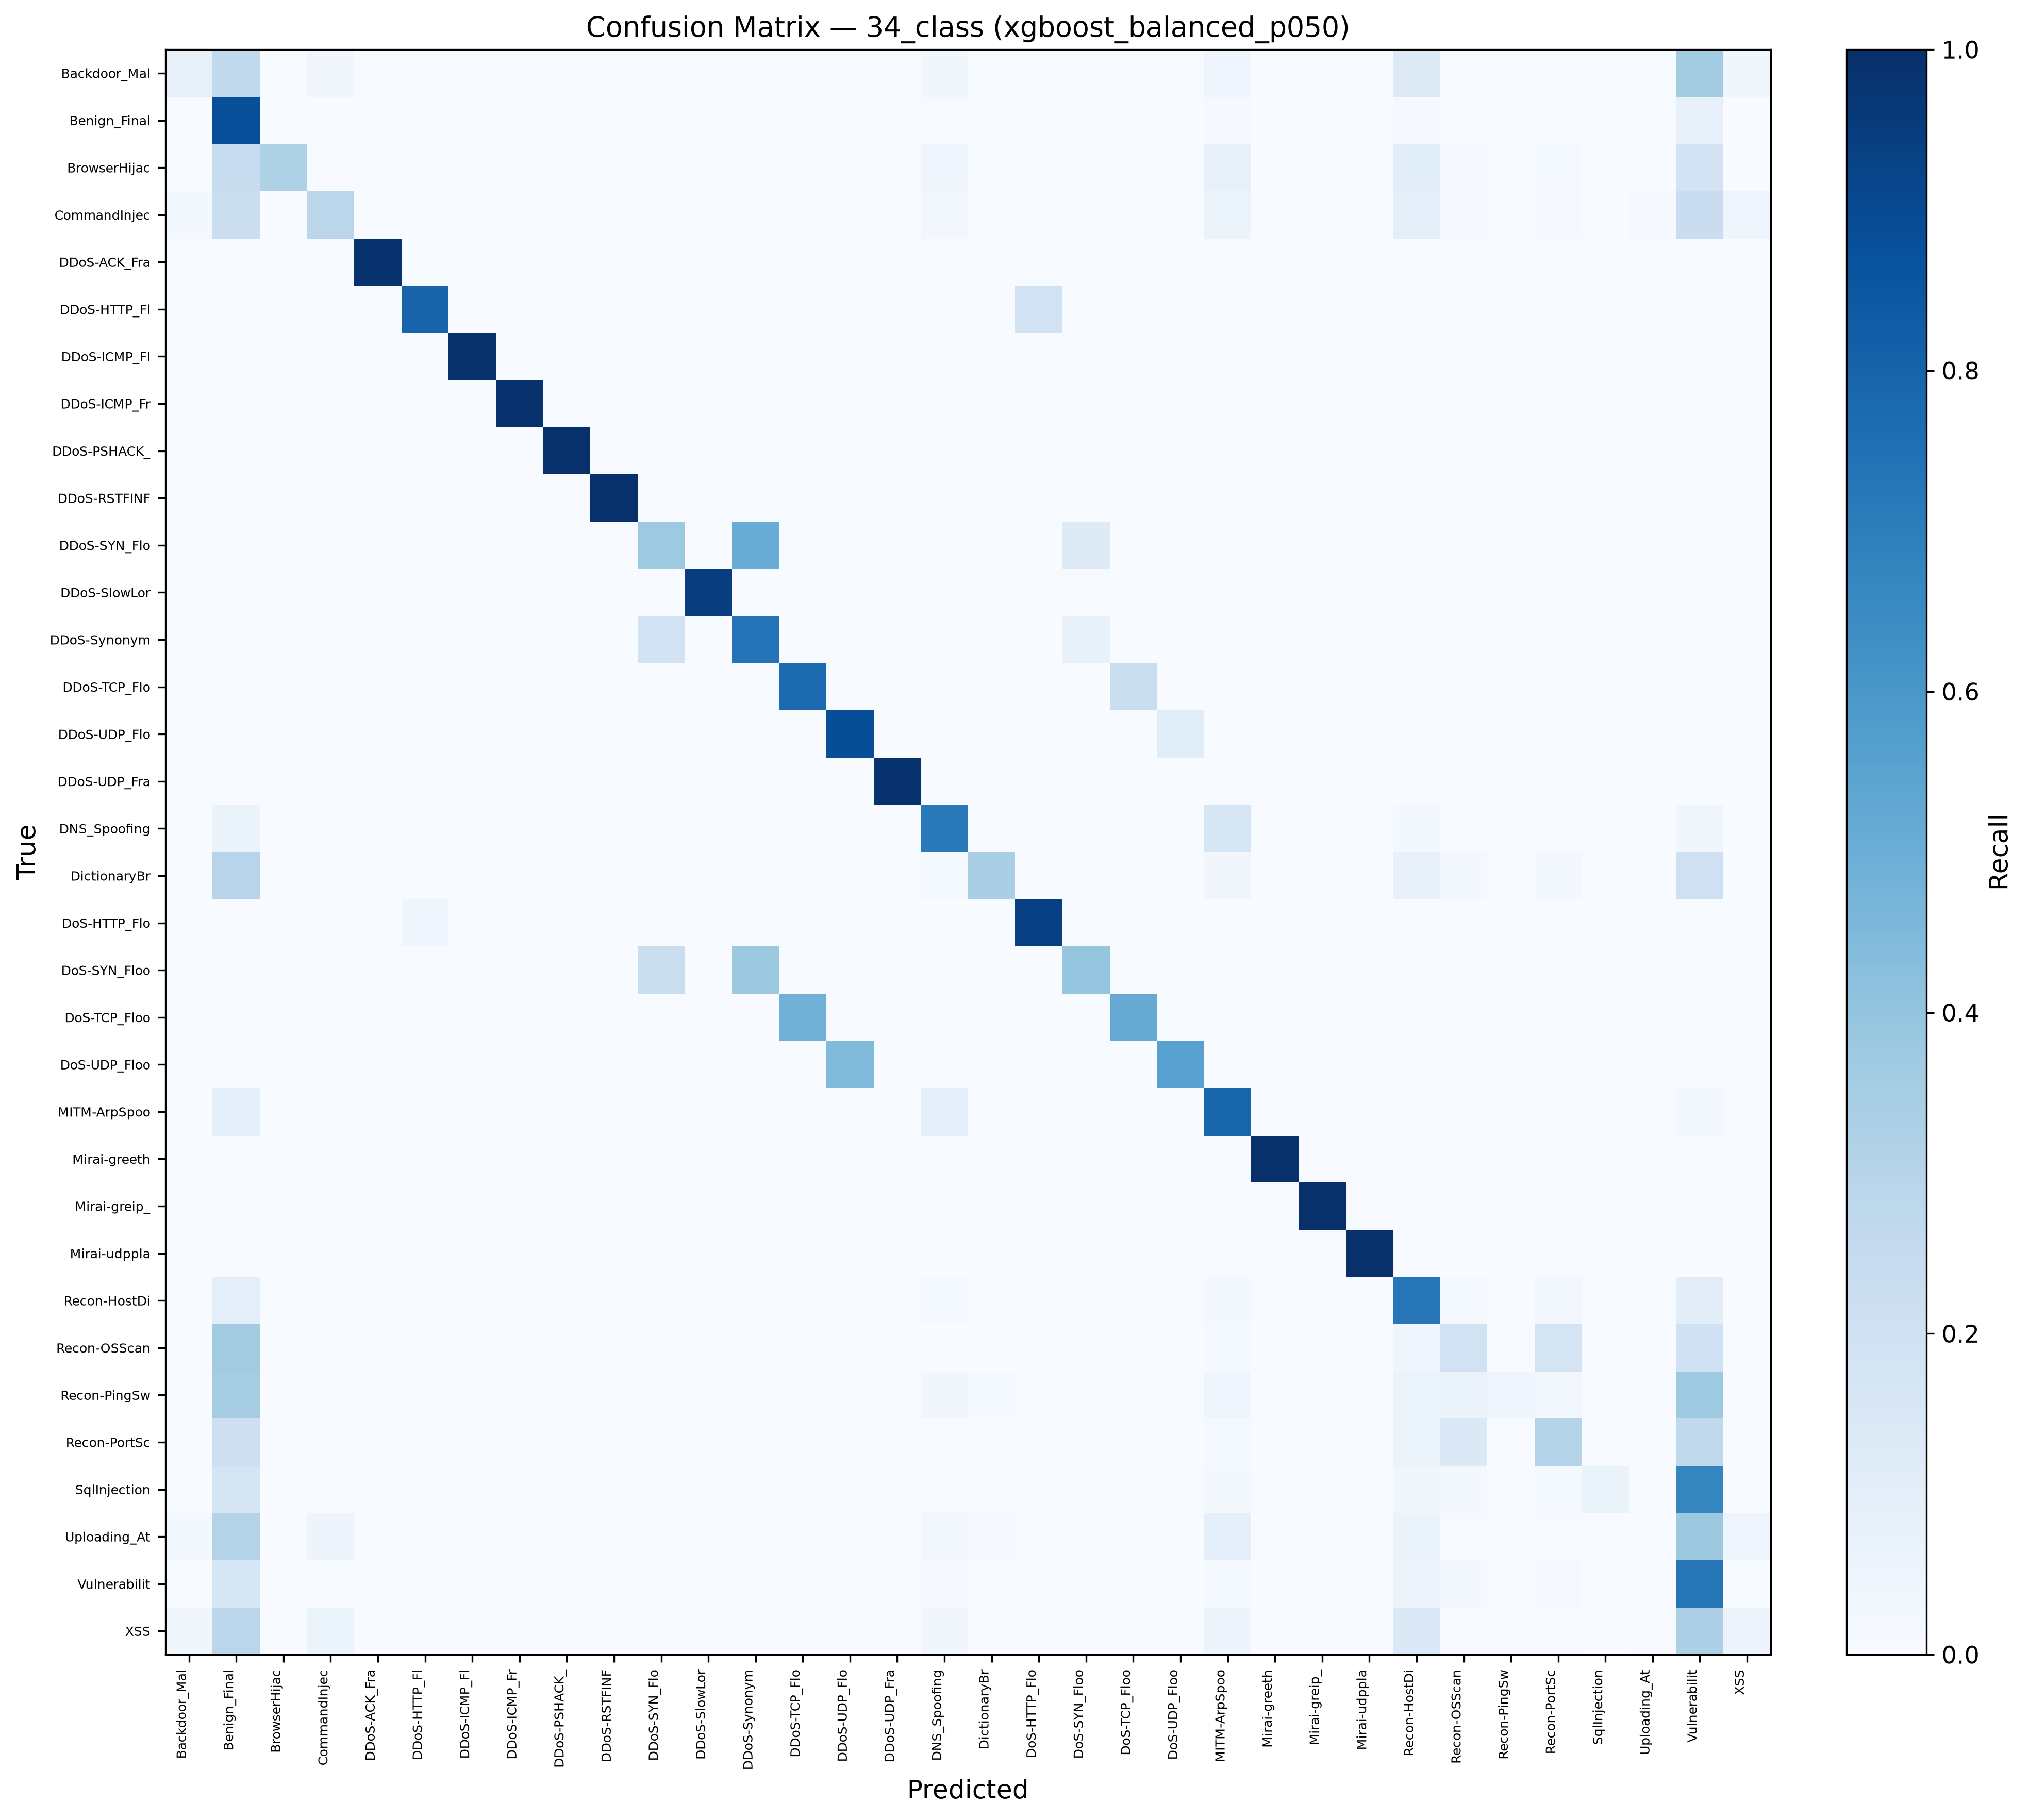 Confusion Matrix — 34_class (xgboost_balanced_p050)
True
Backdoor_Mal
Benign_Final
BrowserHijac
CommandInjec
DDoS-ACK_Fra
DDoS-HTTP_Fl
DDoS-ICMP_Fl
DDoS-ICMP_Fr
DDoS-PSHACK_
DDoS-RSTFINF
DDoS-SYN_Flo
DDoS-SlowLor
DDoS-Synonym
DDoS-TCP_Flo
DDoS-UDP_Flo
DDoS-UDP_Fra
DNS_Spoofing
DictionaryBr
DoS-HTTP_Flo
DoS-SYN_Floo
DoS-TCP_Floo
DoS-UDP_Floo
MITM-ArpSpoo
Mirai-greeth
Mirai-greip_
Mirai-udppla
Recon-HostDi
Recon-OSScan
Recon-PingSw
Recon-PortSc
SqlInjection
Uploading_At
Vulnerabilit
XSS
Backdoor_Mal
Benign_Final
BrowserHijac
CommandInjec
DDoS-ACK_Fra
DDoS-HTTP_Fl
DDoS-ICMP_Fl
DDoS-ICMP_Fr
DDoS-PSHACK_
DDoS-RSTFINF
DDoS-SYN_Flo
DDoS-SlowLor
DDoS-Synonym
DDoS-TCP_Flo
DDoS-UDP_Flo
DDoS-UDP_Fra
DNS_Spoofing
DictionaryBr
DoS-HTTP_Flo
DoS-SYN_Floo
DoS-TCP_Floo
DoS-UDP_Floo
MITM-ArpSpoo
Mirai-greeth
Mirai-greip_
Mirai-udppla
Recon-HostDi
Recon-OSScan
Recon-PingSw
Recon-PortSc
SqlInjection
Uploading_At
Vulnerabilit
XSS
Predicted
1.0
0.8
0.6
0.4
0.2
0.0
Recall